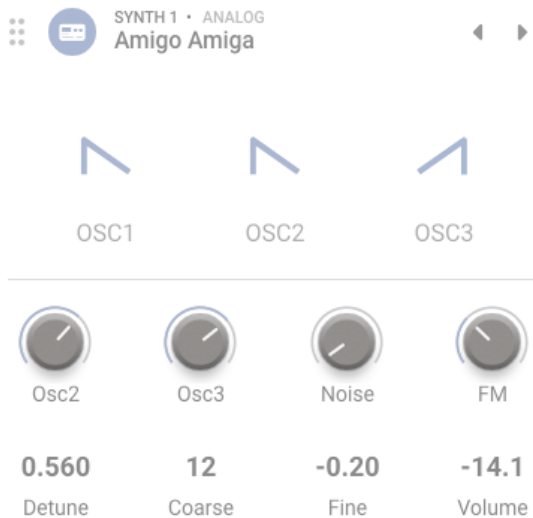 SYNTH 1 • ANALOG
Amigo Amiga
OSC1 OSC2 OSC3
Osc2 Osc3 Noise FM
0.560 12 -0.20 -14.1
Detune Coarse Fine Volume